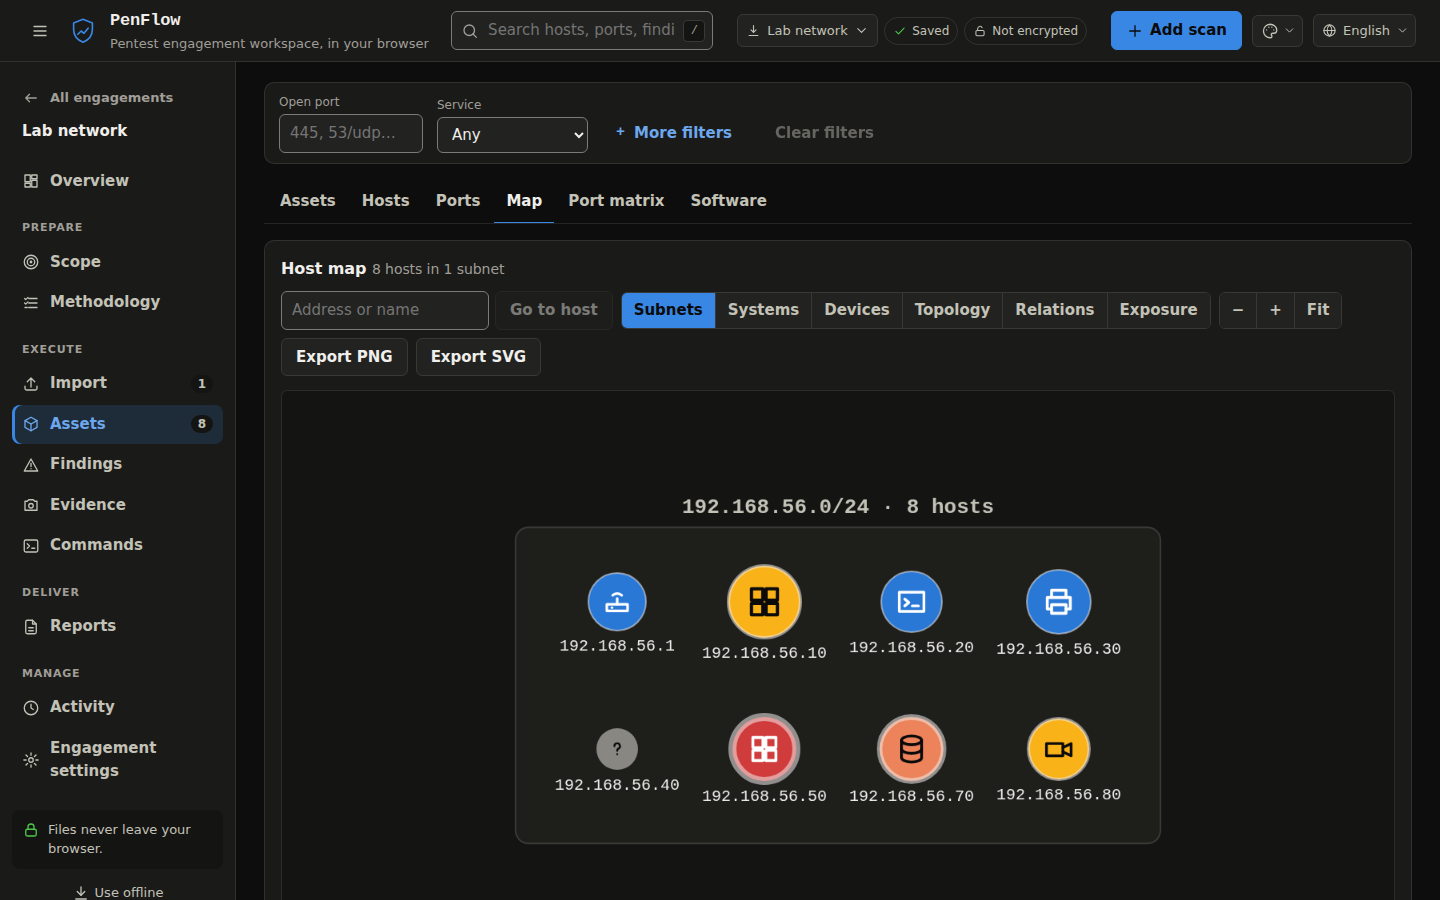 PenFlow
Pentest engagement workspace, in your browser
Search hosts, ports, findi
/
Lab network
Saved
Not encrypted
Add scan
English
All engagements
Lab network
Overview
PREPARE
Scope
Methodology
EXECUTE
Import 1
Assets 8
Findings
Evidence
Commands
DELIVER
Reports
MANAGE
Activity
Engagement
settings
Files never leave your
browser.
Use offline
Open port
445, 53/udp...
Service
Any
+ More filters
Clear filters
Assets Hosts Ports Map Port matrix Software
Host map 8 hosts in 1 subnet
Address or name
Go to host
Subnets Systems Devices Topology Relations Exposure
− + Fit
Export PNG Export SVG
192.168.56.0/24 · 8 hosts
192.168.56.1 192.168.56.10 192.168.56.20 192.168.56.30
?
192.168.56.40 192.168.56.50 192.168.56.70 192.168.56.80